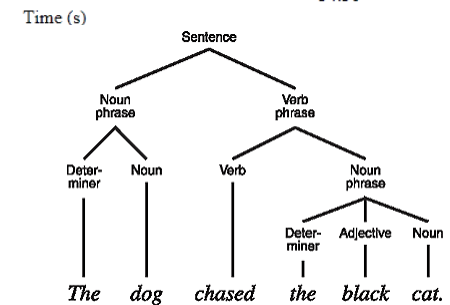 Time (s)
Sentence
Noun phrase
Verb phrase
Deter-
miner
Noun
Verb
Noun phrase
Deter-
miner
Adjective
Noun
The dog chased the black cat.